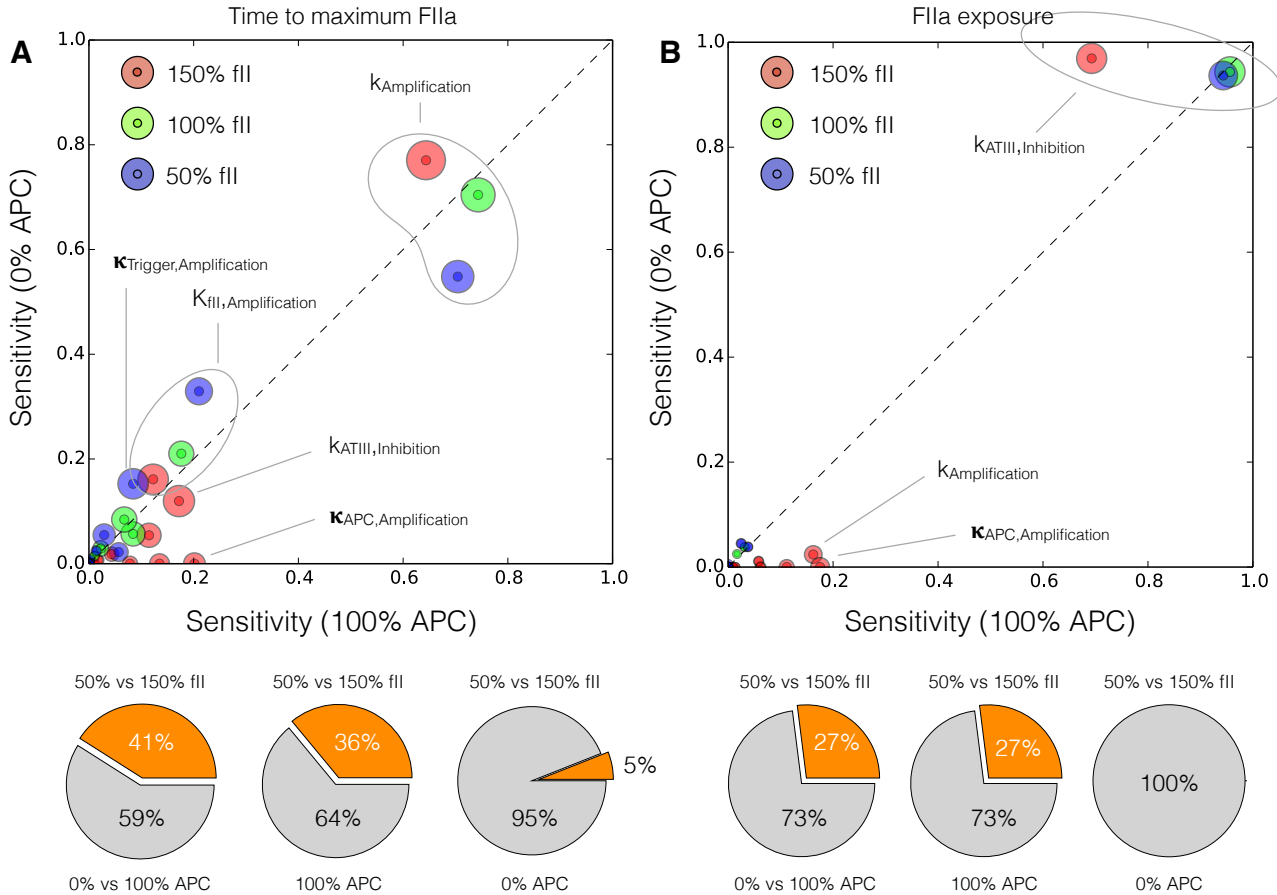 Time to maximum FIIa
A
1.0
0.8
0.6
0.4
0.2
0.0
0.0
0.2
0.4
0.6
0.8
1.0
Sensitivity (0% APC)
Sensitivity (100% APC)
150% fII
100% fII
50% fII
kAmplification
κTrigger,Amplification
KfII,Amplification
kATIII,Inhibition
κAPC,Amplification
50% vs 150% fII
41%
59%
0% vs 100% APC
50% vs 150% fII
36%
64%
100% APC
50% vs 150% fII
5%
95%
0% APC
FIIa exposure
B
1.0
0.8
0.6
0.4
0.2
0.0
0.0
0.2
0.4
0.6
0.8
1.0
Sensitivity (0% APC)
Sensitivity (100% APC)
150% fII
100% fII
50% fII
kATIII,Inhibition
kAmplification
κAPC,Amplification
50% vs 150% fII
27%
73%
0% vs 100% APC
50% vs 150% fII
27%
73%
100% APC
50% vs 150% fII
100%
0% APC